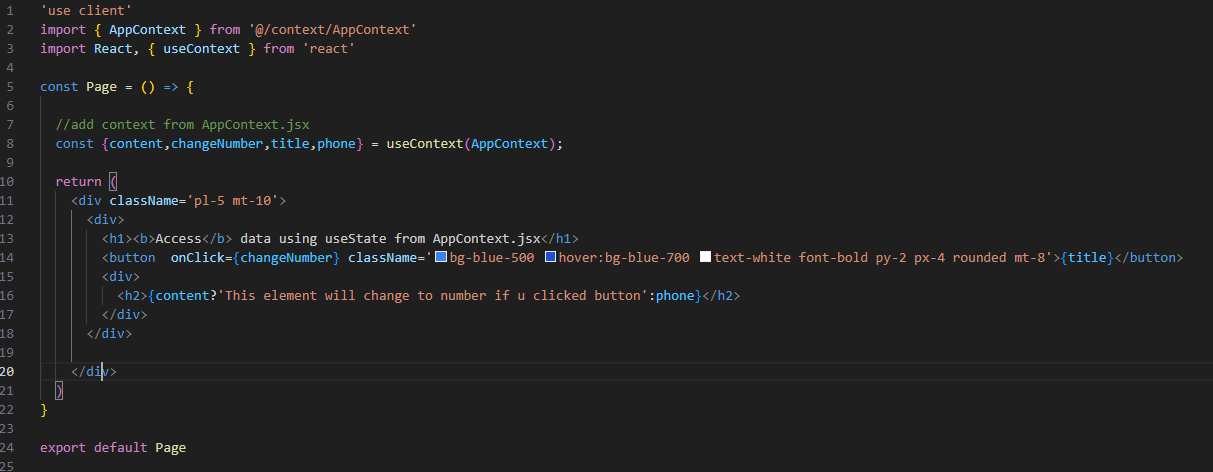 1 'use client'
2 import { AppContext } from '@/context/AppContext'
3 import React, { useContext } from 'react'
4
5 const Page = () => {
6
7 //add context from AppContext.jsx
8 const {content,changeNumber,title,phone} = useContext(AppContext);
9
10 return (
11 <div className='pl-5 mt-10'>
12 <div>
13 <h1><b>Access</b> data using useState from AppContext.jsx</h1>
14 <button  onClick={changeNumber} className='bg-blue-500 hover:bg-blue-700 text-white font-bold py-2 px-4 rounded mt-8'>{title}</button>
15 <div>
16 <h2>{content?'This element will change to number if u clicked button':phone}</h2>
17 </div>
18 </div>
19
20 </div>
21 )
22 }
23
24 export default Page
25